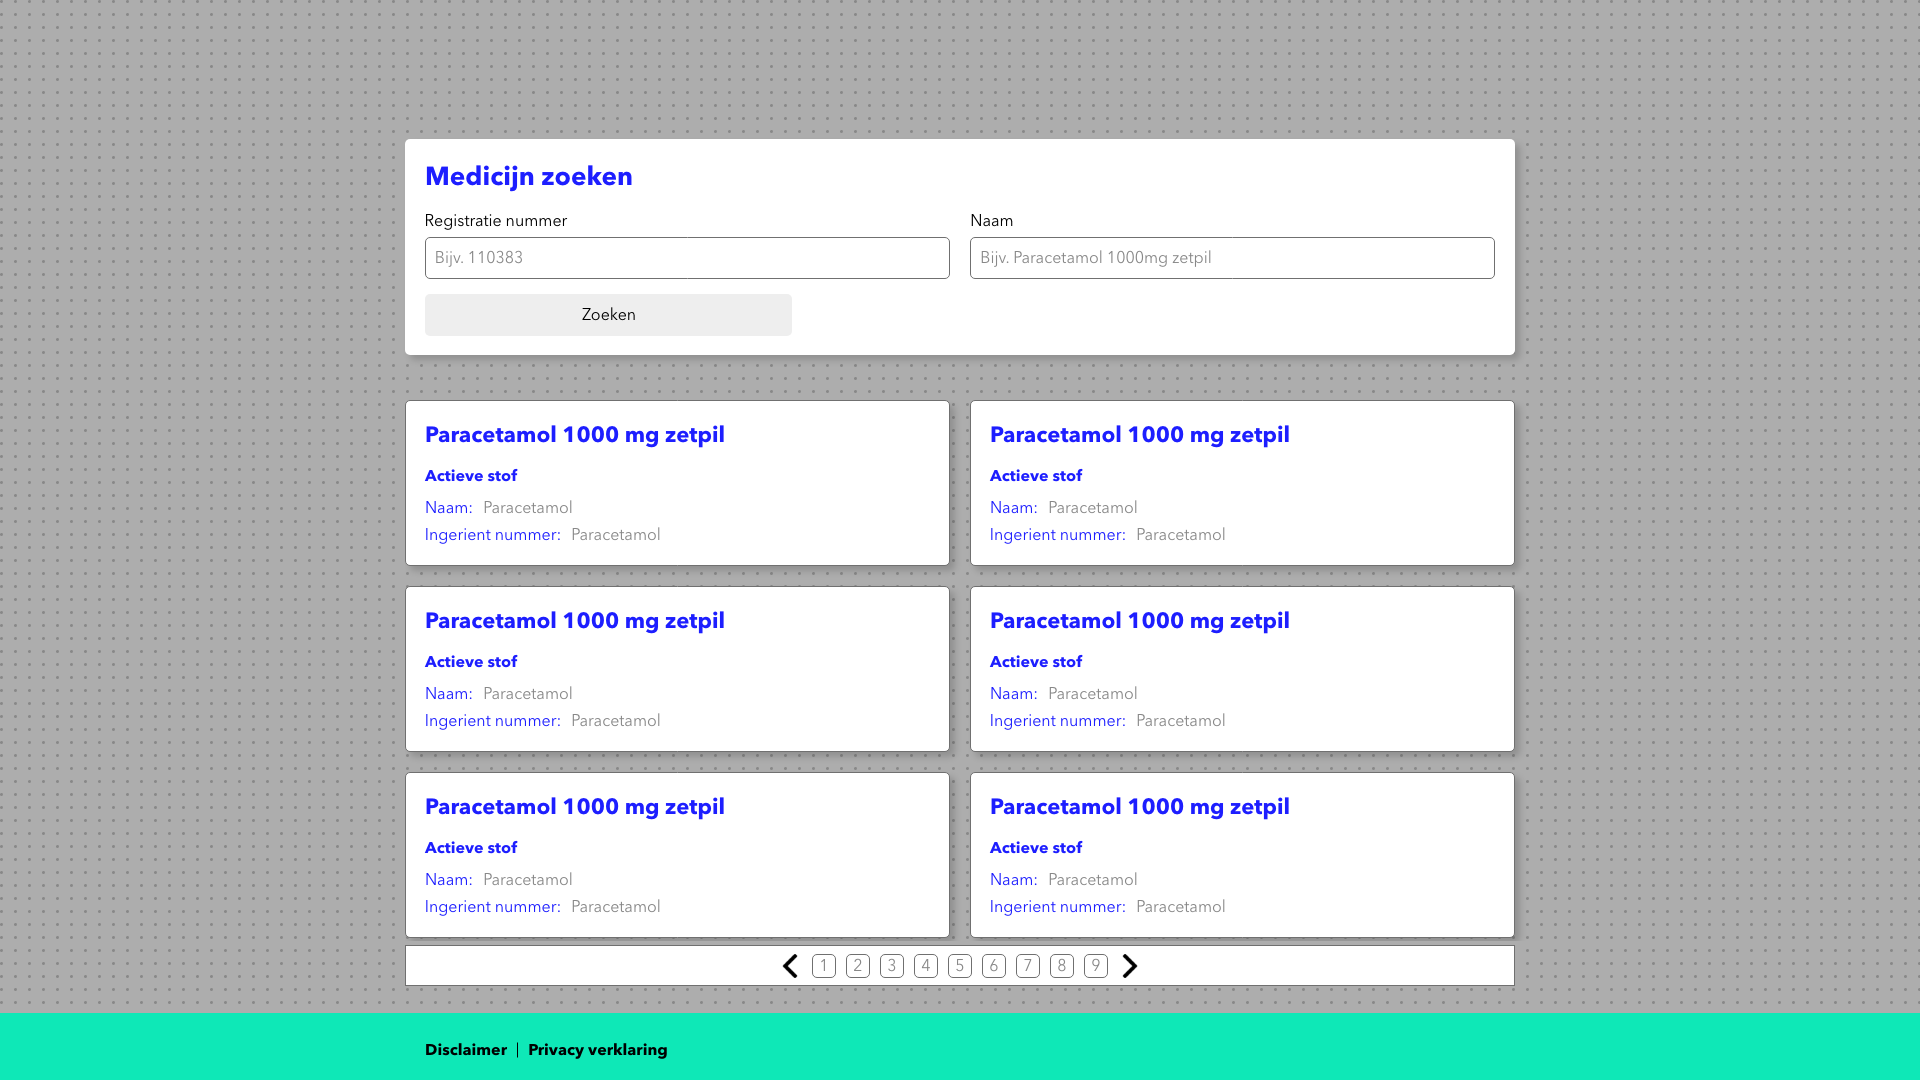 Medicijn zoeken
Registratie nummer
Naam
Bijv. 110383
Bijv. Paracetamol 1000mg zetpil
Zoeken
Paracetamol 1000 mg zetpil
Actieve stof
Naam: Paracetamol
Ingerient nummer: Paracetamol
Paracetamol 1000 mg zetpil
Actieve stof
Naam: Paracetamol
Ingerient nummer: Paracetamol
Paracetamol 1000 mg zetpil
Actieve stof
Naam: Paracetamol
Ingerient nummer: Paracetamol
Paracetamol 1000 mg zetpil
Actieve stof
Naam: Paracetamol
Ingerient nummer: Paracetamol
Paracetamol 1000 mg zetpil
Actieve stof
Naam: Paracetamol
Ingerient nummer: Paracetamol
Paracetamol 1000 mg zetpil
Actieve stof
Naam: Paracetamol
Ingerient nummer: Paracetamol
1 2 3 4 5 6 7 8 9
Disclaimer | Privacy verklaring